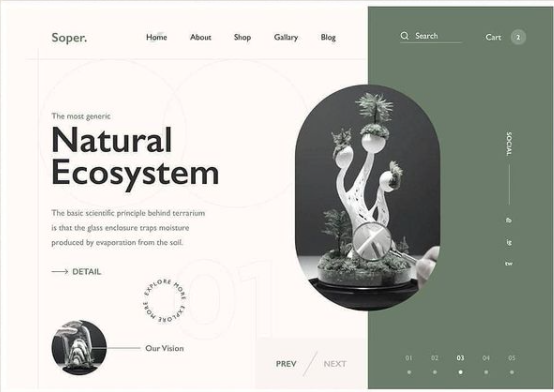 Soper.
Home About Shop Gallary Blog
Search
Cart 2
The most generic
Natural
Ecosystem
The basic scientific principle behind terrarium
is that the glass enclosure traps moisture
produced by evaporation from the soil.
DETAIL
EXPLORE MORE EXPLORE MORE
Our Vision
01
PREV NEXT
SOCIAL
fb
ig
tw
01 02 03 04 05